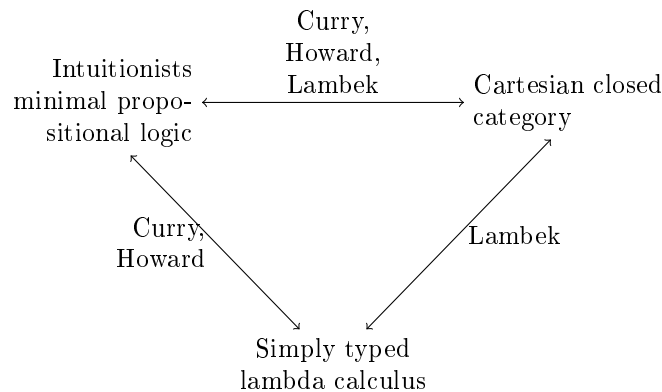 Curry,
Howard,
Lambek
Intuitionists
minimal propo-
sitional logic
Cartesian closed
category
Curry,
Howard
Lambek
Simply typed
lambda calculus